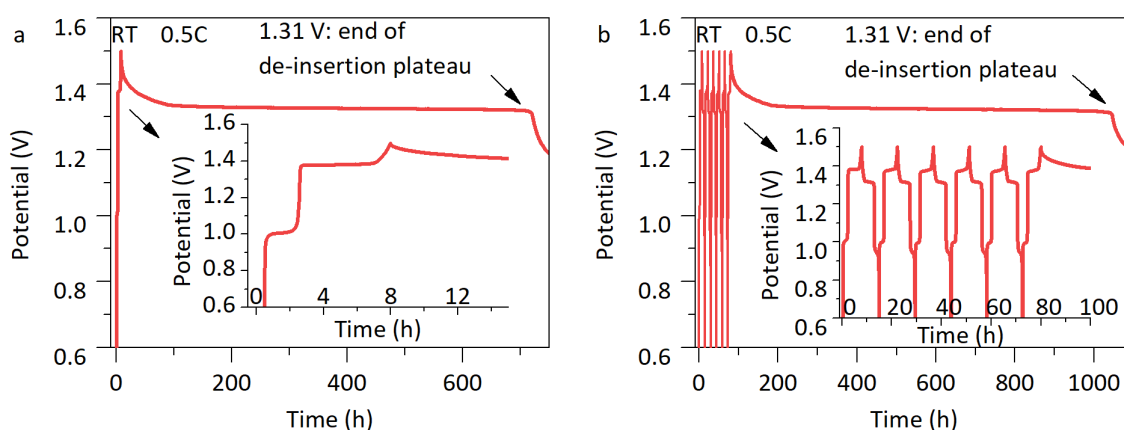 a
RT 0.5C 1.31 V: end of
de-insertion plateau
1.6
1.4
1.2
1.0
0.8
0.6
Potential (V)
0 200 400 600
Time (h)
1.6
1.4
1.2
1.0
0.8
0.6
Potential (V)
0 4 8 12
Time (h)
b
RT 0.5C 1.31 V: end of
de-insertion plateau
1.6
1.4
1.2
1.0
0.8
0.6
Potential (V)
0 200 400 600 800 1000
Time (h)
1.6
1.4
1.2
1.0
0.8
0.6
Potential (V)
0 20 40 60 80 100
Time (h)